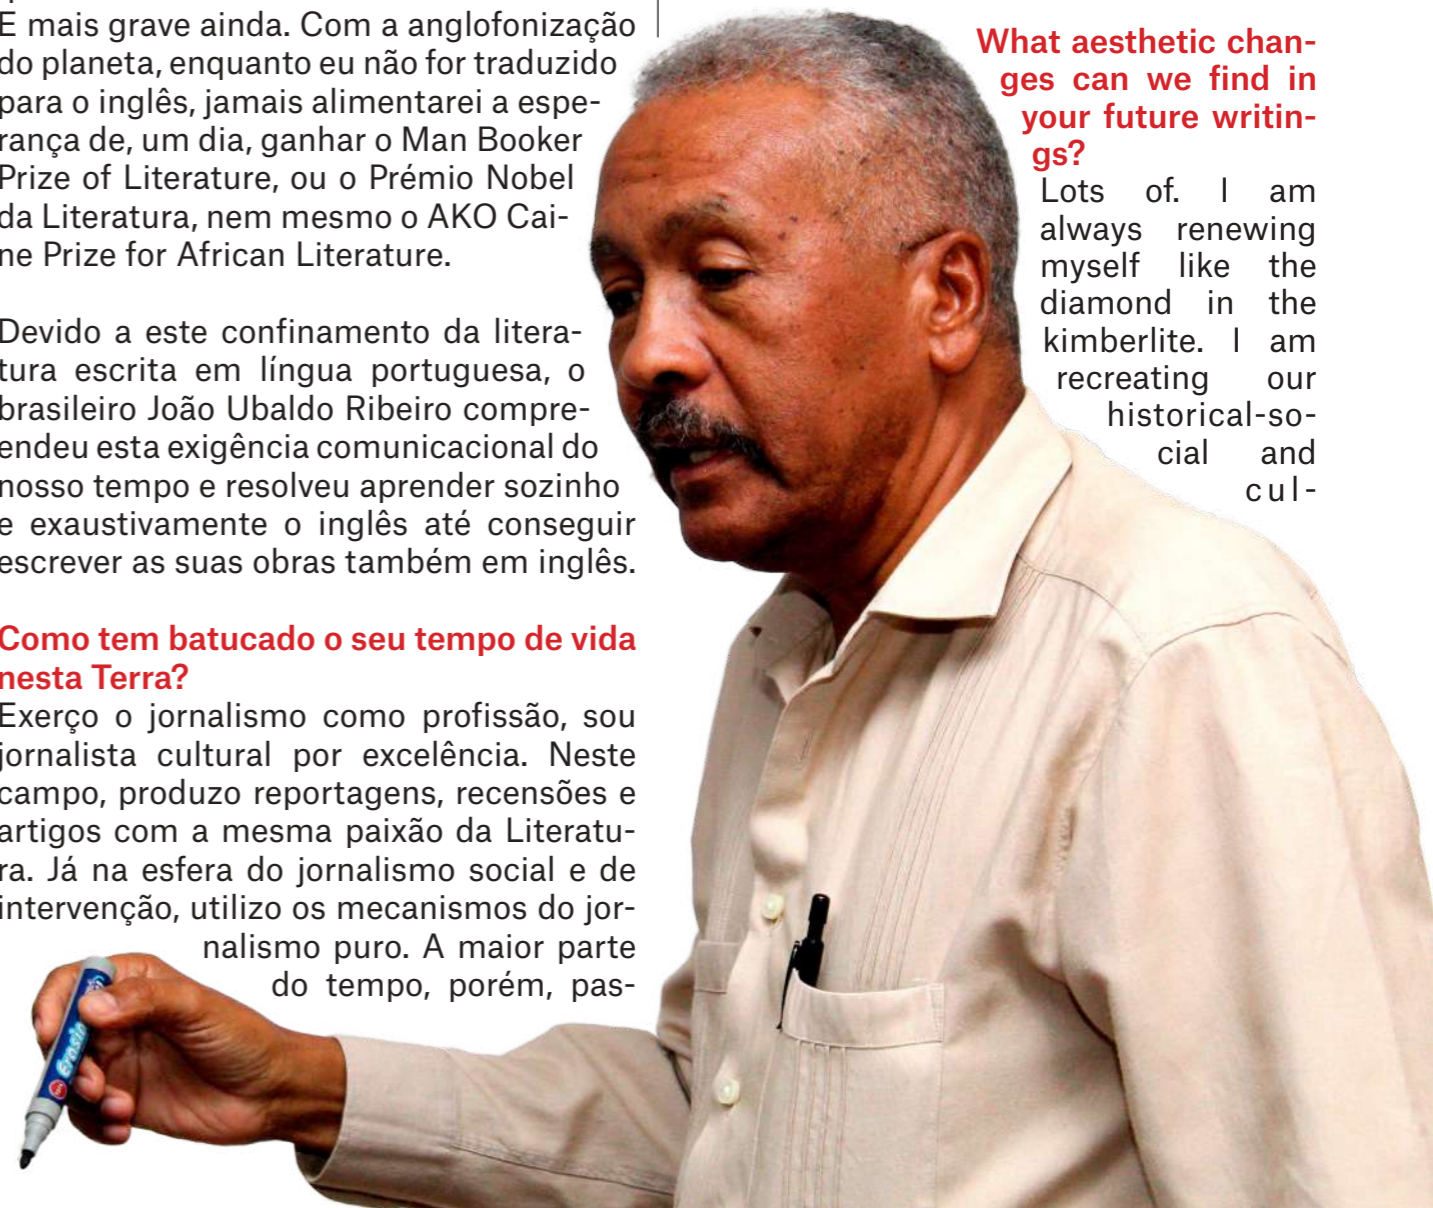 E mais grave ainda. Com a anglofonização
do planeta, enquanto eu não for traduzido
para o inglês, jamais alimentarei a espe-
rança de, um dia, ganhar o Man Booker
Prize of Literature, ou o Prémio Nobel
da Literatura, nem mesmo o AKO Cai-
ne Prize for African Literature.
Devido a este confinamento da litera-
tura escrita em língua portuguesa, o
brasileiro João Ubaldo Ribeiro compre-
endeu esta exigência comunicacional do
nosso tempo e resolveu aprender sozinho
e exaustivamente o inglês até conseguir
escrever as suas obras também em inglês.
Como tem batucado o seu tempo de vida
nesta Terra?
Exerço o jornalismo como profissão, sou
jornalista cultural por excelência. Neste
campo, produzo reportagens, recensões e
artigos com a mesma paixão da Literatu-
ra. Já na esfera do jornalismo social e de
intervenção, utilizo os mecanismos do jor-
nalismo puro. A maior parte
do tempo, porém, pas-
What aesthetic chan-
ges can we find in
your future writin-
gs?
Lots of. I am
always renewing
myself like the
diamond in the
kimberlite. I am
recreating our
historical-so-
cial and
cul-